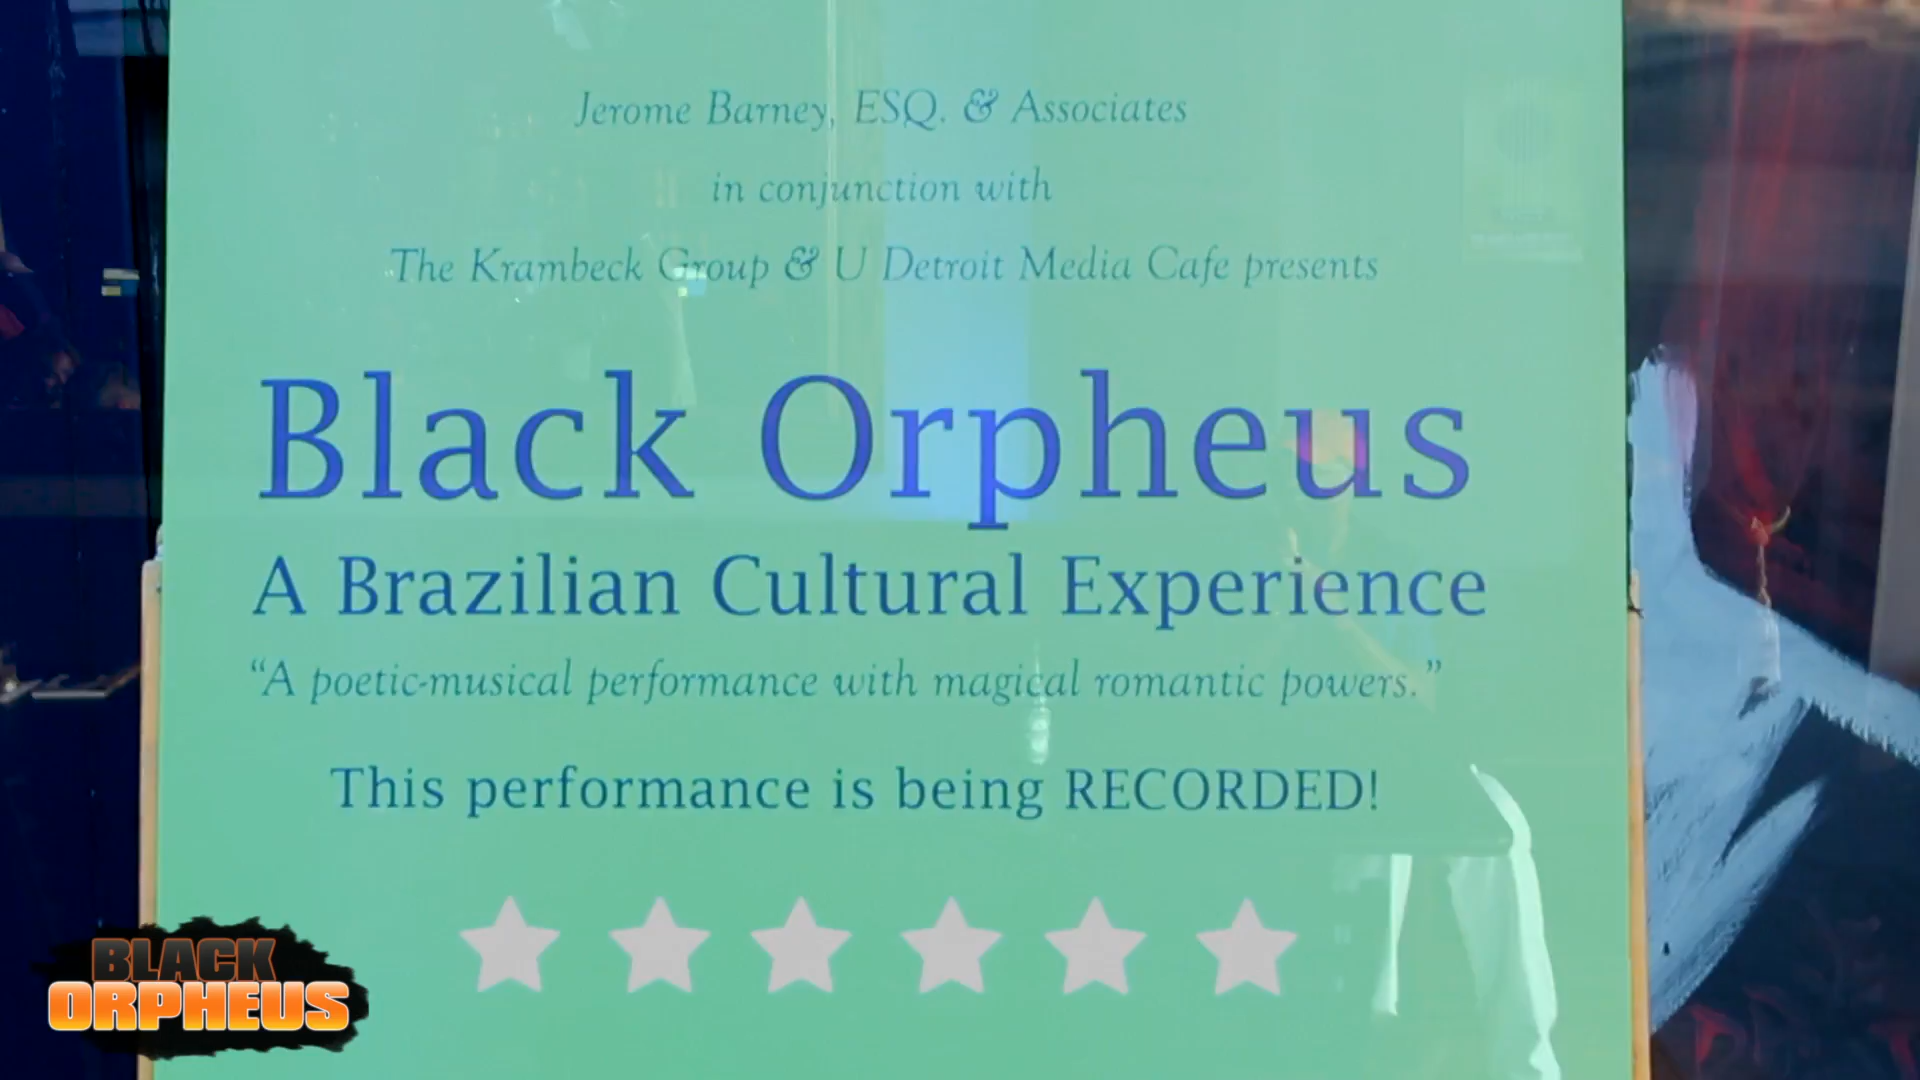 Jerome Barney, ESQ. & Associates
in conjunction with
The Krambeck Group & U Detroit Media Cafe presents
Black Orpheus
A Brazilian Cultural Experience
“A poetic-musical performance with magical romantic powers.”
This performance is being RECORDED!
BLACK
ORPHEUS